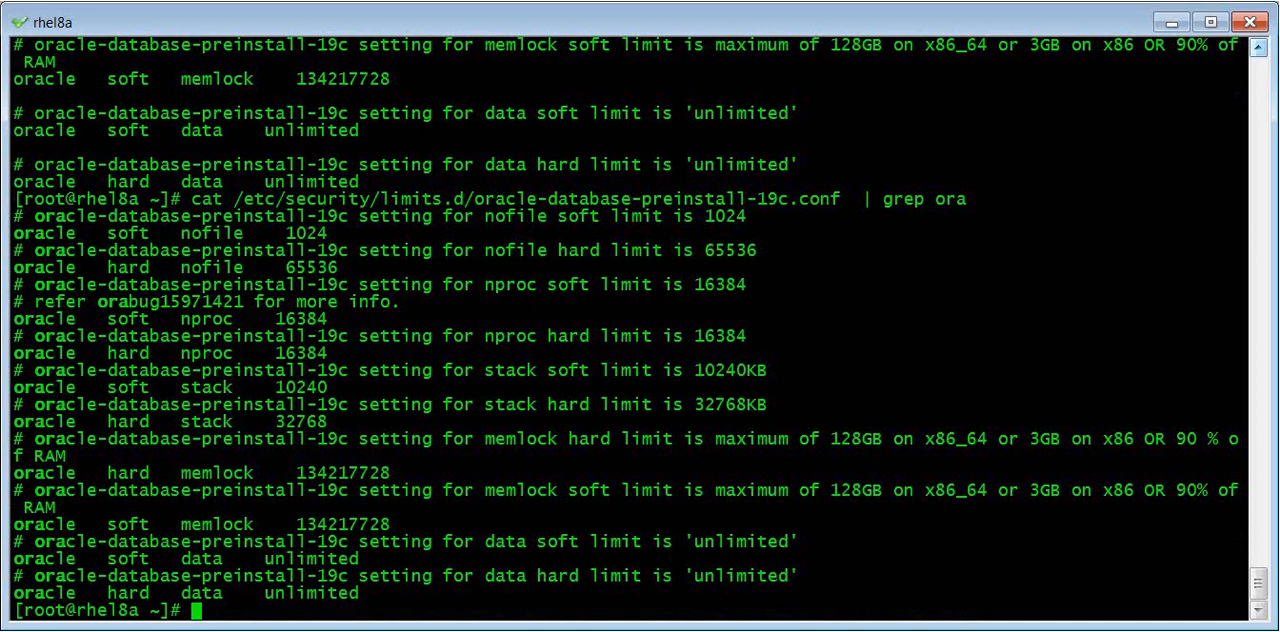 rhel8a
# oracle-database-preinstall-19c setting for memlock soft limit is maximum of 128GB on x86_64 or 3GB on x86 OR 90% of
 RAM
oracle   soft   memlock    134217728
# oracle-database-preinstall-19c setting for data soft limit is 'unlimited'
oracle   soft   data    unlimited
# oracle-database-preinstall-19c setting for data hard limit is 'unlimited'
oracle   hard   data    unlimited
[root@rhel8a ~]# cat /etc/security/limits.d/oracle-database-preinstall-19c.conf  | grep ora
# oracle-database-preinstall-19c setting for nofile soft limit is 1024
oracle   soft   nofile    1024
# oracle-database-preinstall-19c setting for nofile hard limit is 65536
oracle   hard   nofile    65536
# oracle-database-preinstall-19c setting for nproc soft limit is 16384
# refer orabug15971421 for more info.
oracle   soft   nproc    16384
# oracle-database-preinstall-19c setting for nproc hard limit is 16384
oracle   hard   nproc    16384
# oracle-database-preinstall-19c setting for stack soft limit is 10240KB
oracle   soft   stack    10240
# oracle-database-preinstall-19c setting for stack hard limit is 32768KB
oracle   hard   stack    32768
# oracle-database-preinstall-19c setting for memlock hard limit is maximum of 128GB on x86_64 or 3GB on x86 OR 90 % o
f RAM
oracle   hard   memlock    134217728
# oracle-database-preinstall-19c setting for memlock soft limit is maximum of 128GB on x86_64 or 3GB on x86 OR 90% of
 RAM
oracle   soft   memlock    134217728
# oracle-database-preinstall-19c setting for data soft limit is 'unlimited'
oracle   soft   data    unlimited
# oracle-database-preinstall-19c setting for data hard limit is 'unlimited'
oracle   hard   data    unlimited
[root@rhel8a ~]#